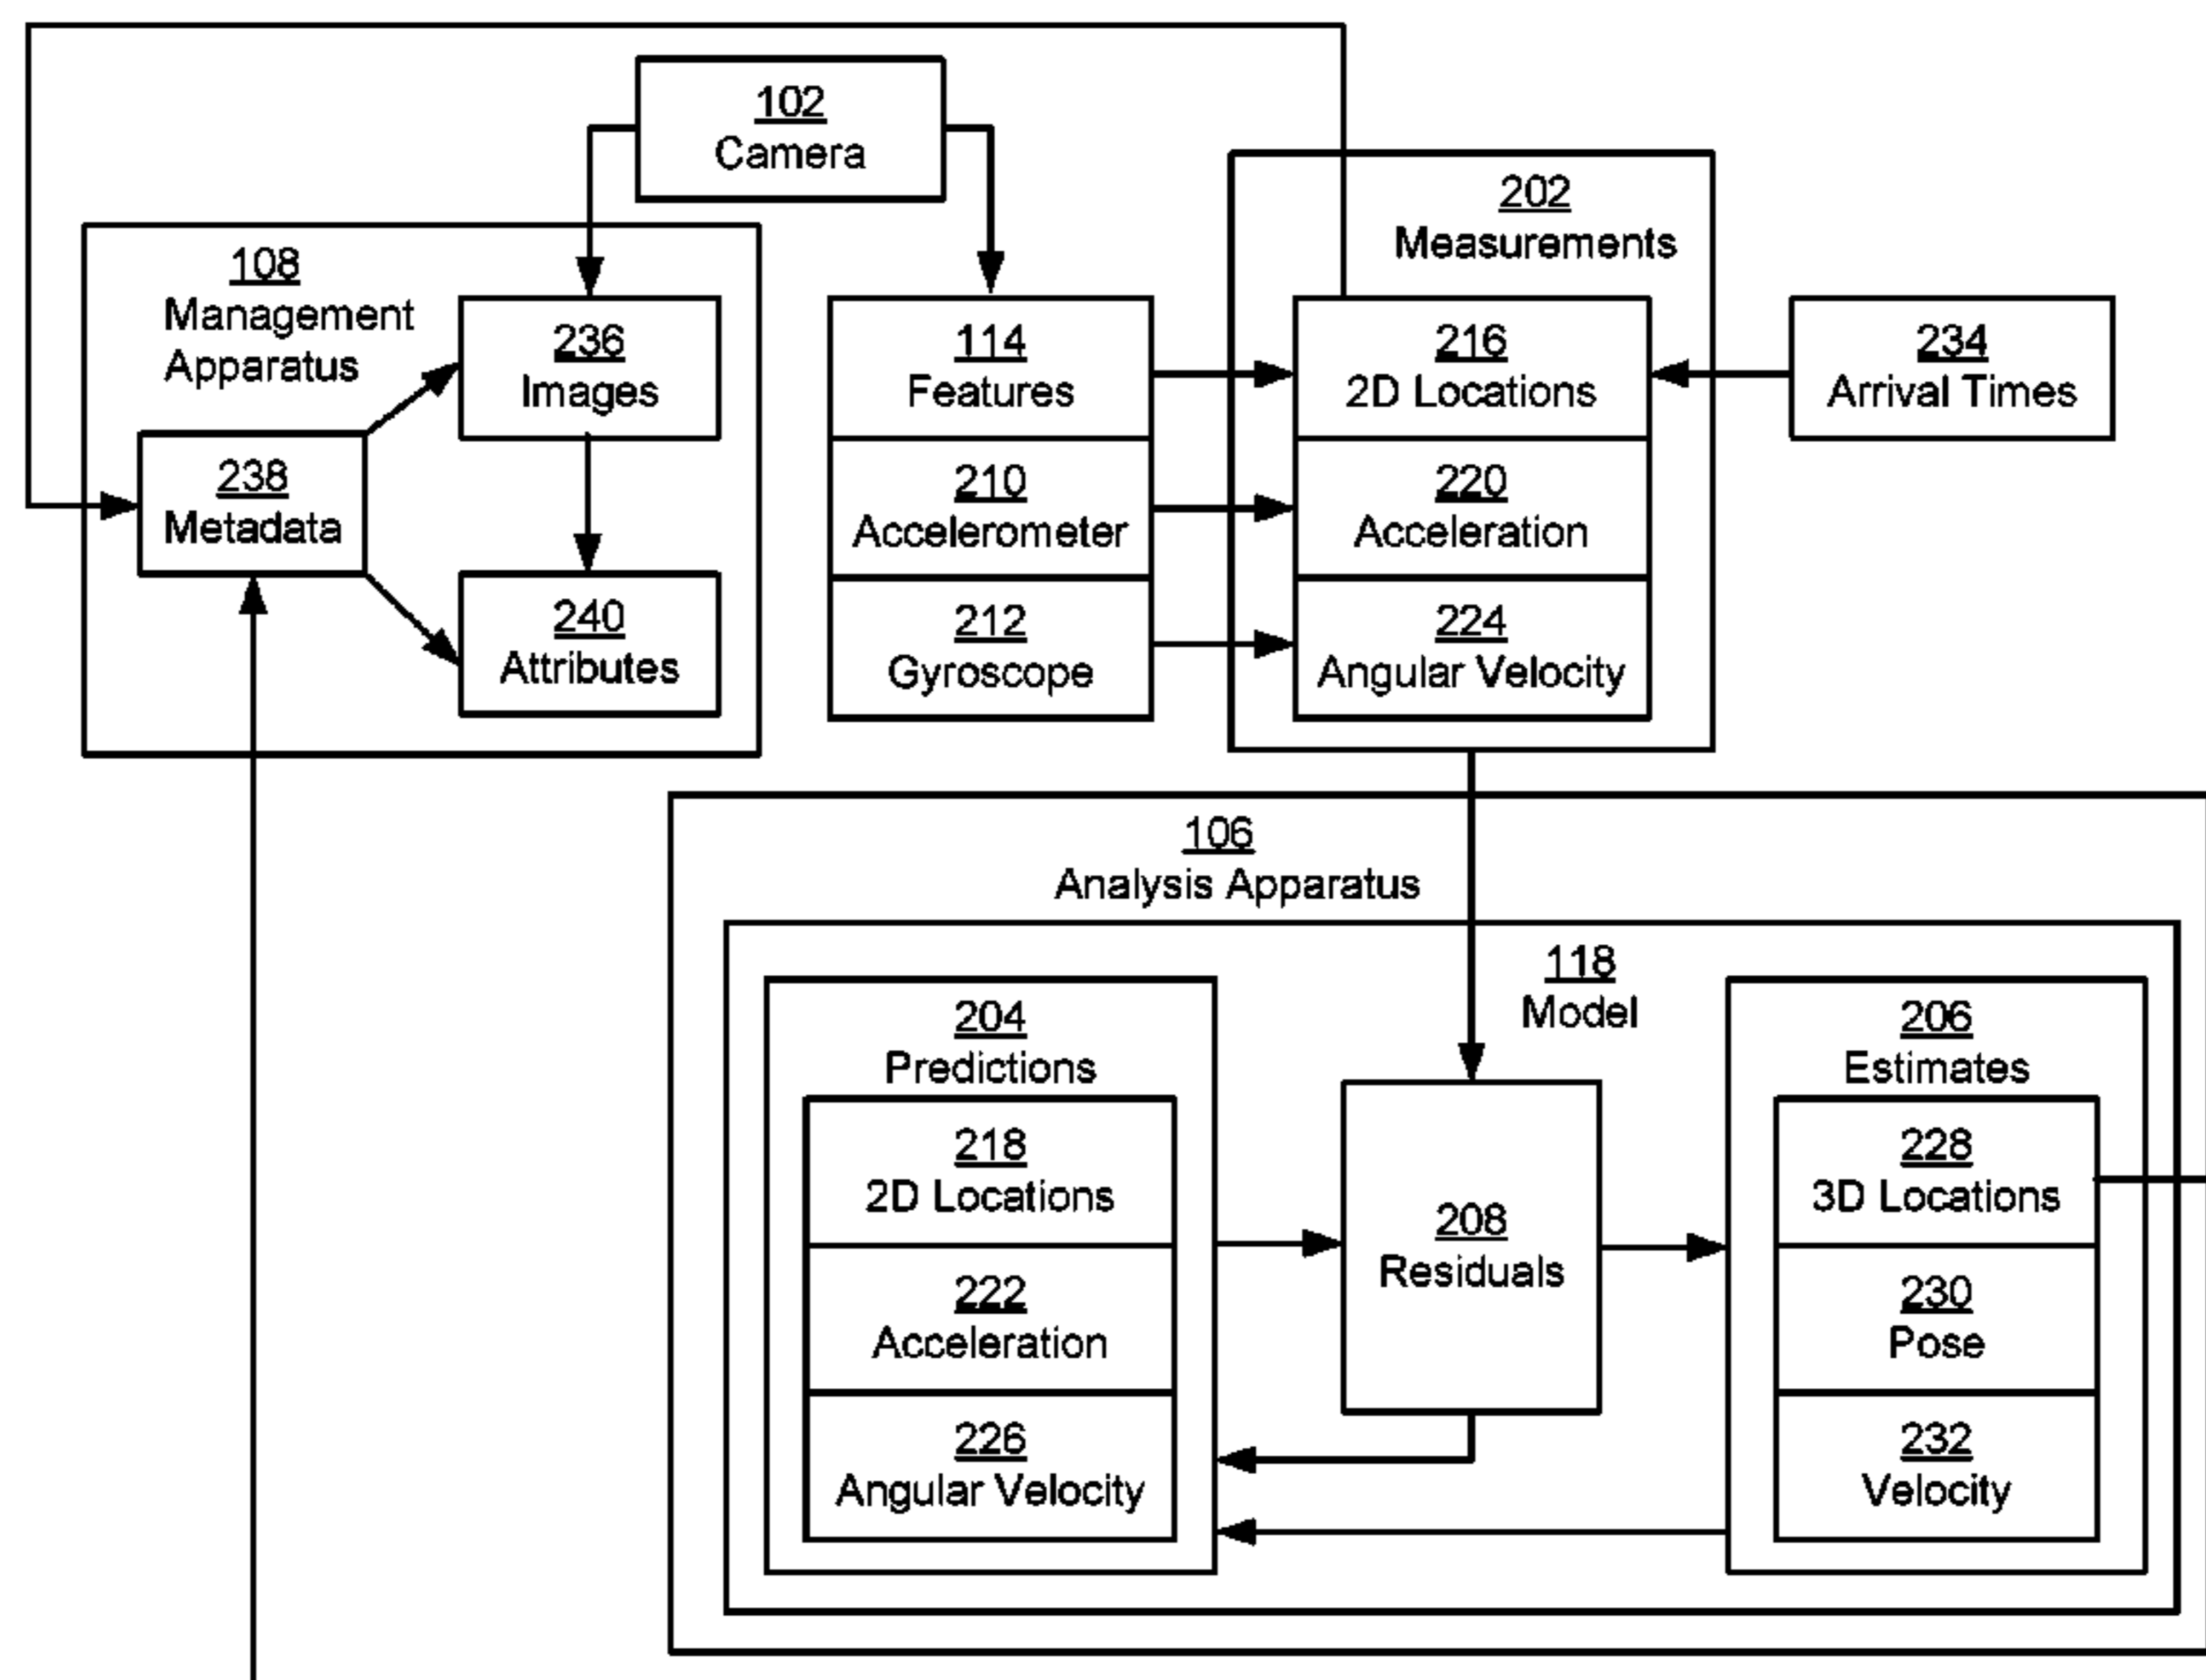 102
Camera
202
Measurements
108
Management
Apparatus
236
Images
114
Features
216
2D Locations
234
Arrival Times
238
Metadata
210
Accelerometer
220
Acceleration
240
Attributes
212
Gyroscope
224
Angular Velocity
106
Analysis Apparatus
118
Model
204
Predictions
206
Estimates
218
2D Locations
228
3D Locations
208
Residuals
222
Acceleration
230
Pose
226
Angular Velocity
232
Velocity